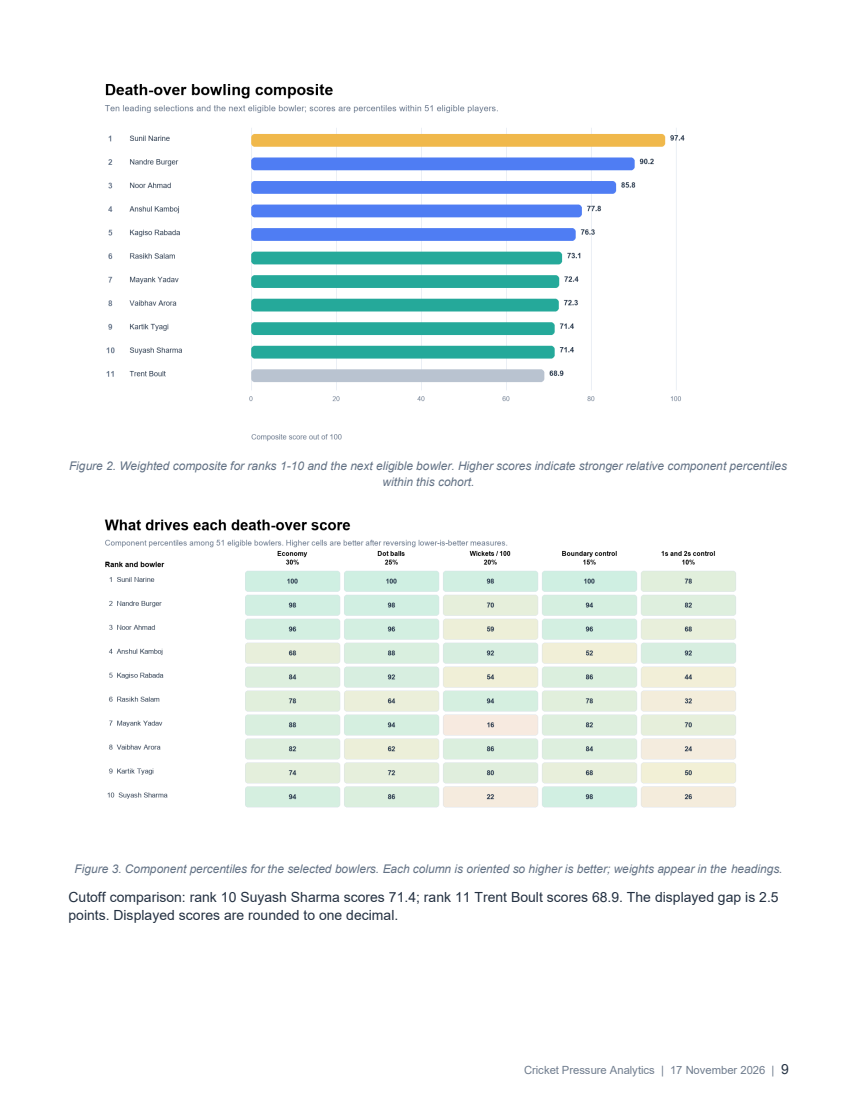 Death-over bowling composite
Ten leading selections and the next eligible bowler; scores are percentiles within 51 eligible players.
1 Sunil Narine 97.4
2 Nandre Burger 90.2
3 Noor Ahmad 85.8
4 Anshul Kamboj 77.8
5 Kagiso Rabada 76.3
6 Rasikh Salam 73.1
7 Mayank Yadav 72.4
8 Vaibhav Arora 72.3
9 Kartik Tyagi 71.4
10 Suyash Sharma 71.4
11 Trent Boult 68.9
0 20 40 60 80 100
Composite score out of 100
Figure 2. Weighted composite for ranks 1-10 and the next eligible bowler. Higher scores indicate stronger relative component percentiles
within this cohort.
What drives each death-over score
Component percentiles among 51 eligible bowlers. Higher cells are better after reversing lower-is-better measures.
Economy Dot balls Wickets / 100 Boundary control 1s and 2s control
Rank and bowler 30% 25% 20% 15% 10%
1 Sunil Narine 100 100 98 100 78
2 Nandre Burger 98 98 70 94 82
3 Noor Ahmad 96 96 59 96 68
4 Anshul Kamboj 68 88 92 52 92
5 Kagiso Rabada 84 92 54 86 44
6 Rasikh Salam 78 64 94 78 32
7 Mayank Yadav 88 94 16 82 70
8 Vaibhav Arora 82 62 86 84 24
9 Kartik Tyagi 74 72 80 68 50
10 Suyash Sharma 94 86 22 98 26
Figure 3. Component percentiles for the selected bowlers. Each column is oriented so higher is better; weights appear in the headings.
Cutoff comparison: rank 10 Suyash Sharma scores 71.4; rank 11 Trent Boult scores 68.9. The displayed gap is 2.5
points. Displayed scores are rounded to one decimal.
Cricket Pressure Analytics | 17 November 2026 | 9